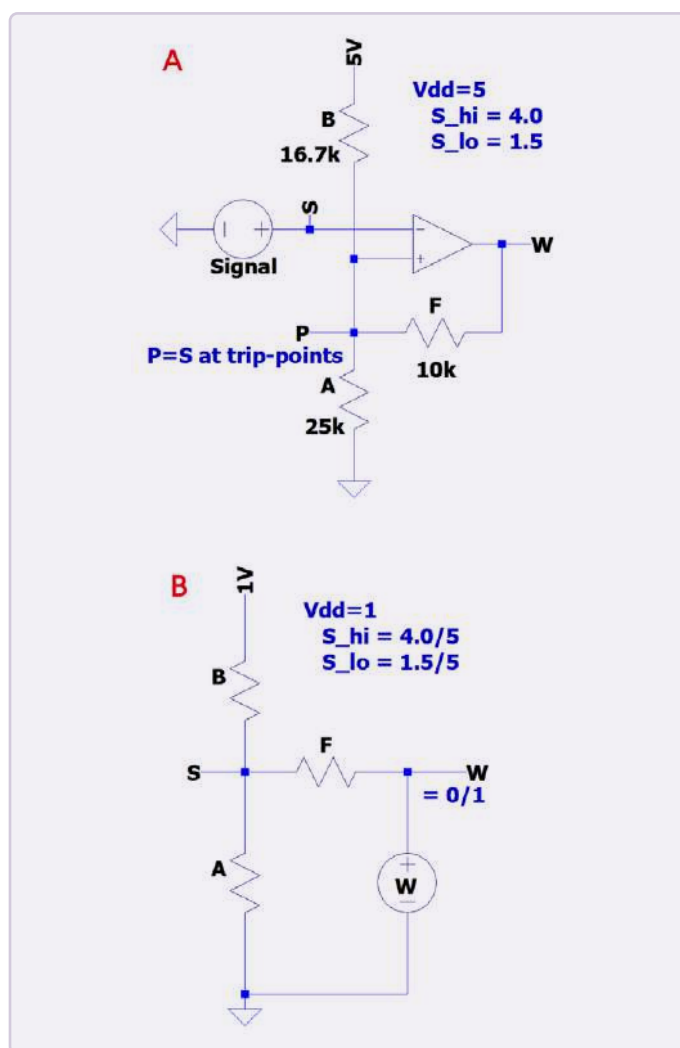 A
5V
Vdd=5
S_hi = 4.0
S_lo = 1.5
B
16.7k
S
-
+
- +
Signal
W
F
P
P=S at trip-points
10k
A
25k
B
1V
Vdd=1
S_hi = 4.0/5
S_lo = 1.5/5
B
F
S
W
= 0/1
A
+
W
-